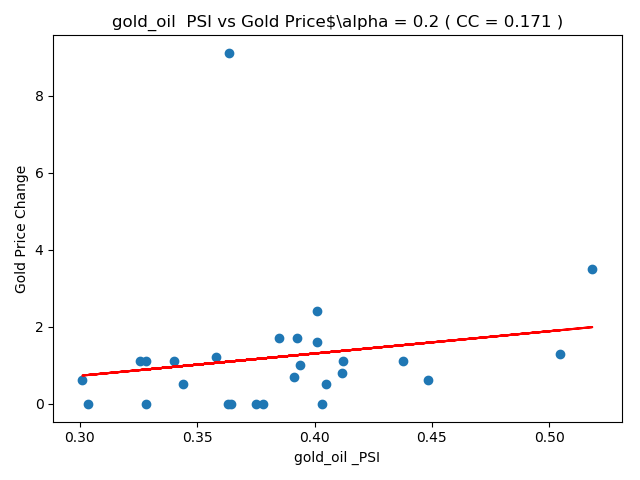 gold_oil  PSI vs Gold Price$\alpha = 0.2 ( CC = 0.171 )
Gold Price Change
8
6
4
2
0
0.30 0.35 0.40 0.45 0.50
gold_oil _PSI